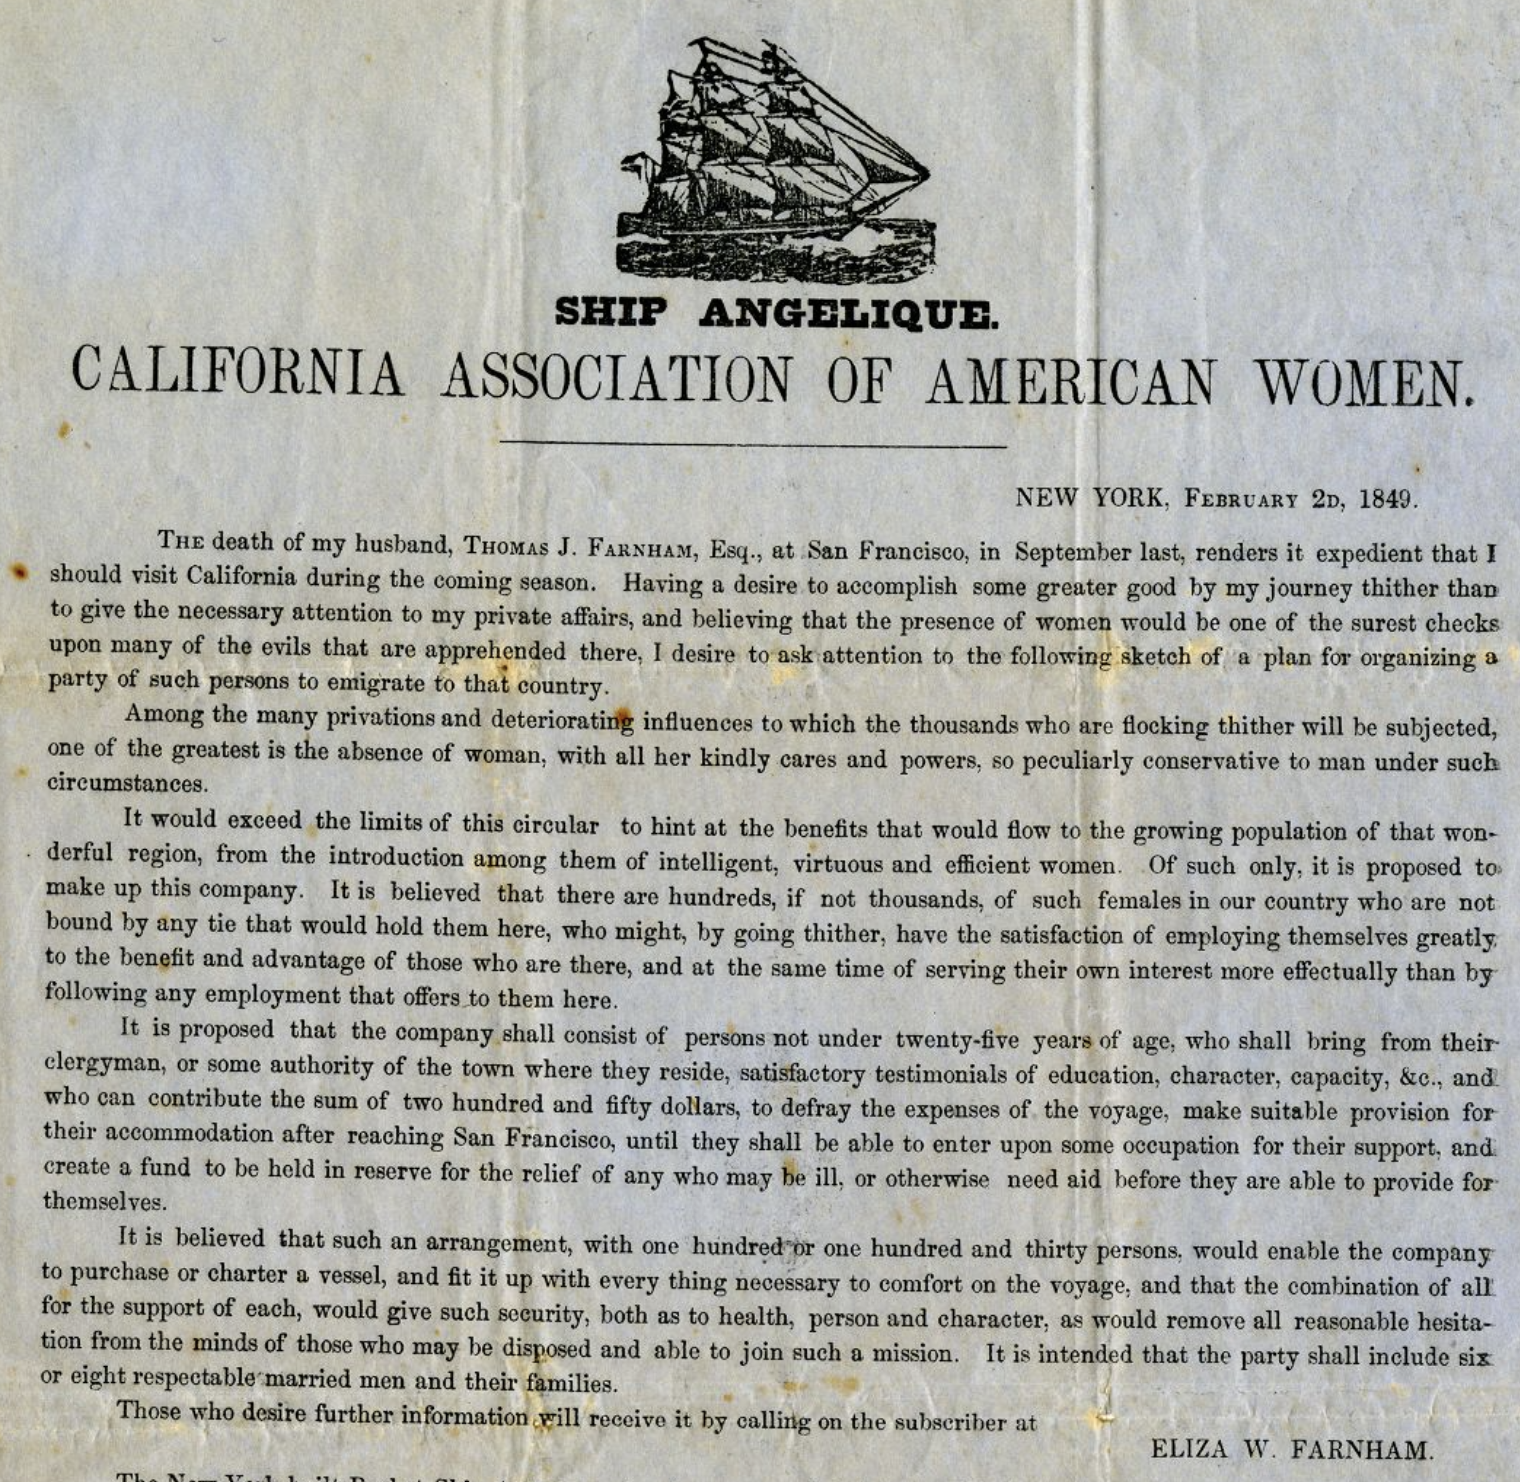 SHIP ANGELIQUE.
CALIFORNIA ASSOCIATION OF AMERICAN WOMEN.
NEW YORK, FEBRUARY 2D, 1849.
THE death of my husband, THOMAS J. FARNHAM, Esq., at San Francisco, in September last, renders it expedient that I
should visit California during the coming season. Having a desire to accomplish some greater good by my journey thither than
to give the necessary attention to my private affairs, and believing that the presence of women would be one of the surest checks
upon many of the evils that are apprehended there, I desire to ask attention to the following sketch of a plan for organizing a
party of such persons to emigrate to that country.
Among the many privations and deteriorating influences to which the thousands who are flocking thither will be subjected,
one of the greatest is the absence of woman, with all her kindly cares and powers, so peculiarly conservative to man under such
circumstances.
It would exceed the limits of this circular to hint at the benefits that would flow to the growing population of that won-
derful region, from the introduction among them of intelligent, virtuous and efficient women. Of such only, it is proposed to
make up this company. It is believed that there are hundreds, if not thousands, of such females in our country who are not
bound by any tie that would hold them here, who might, by going thither, have the satisfaction of employing themselves greatly
to the benefit and advantage of those who are there, and at the same time of serving their own interest more effectually than by
following any employment that offers to them here.
It is proposed that the company shall consist of persons not under twenty-five years of age, who shall bring from their
clergyman, or some authority of the town where they reside, satisfactory testimonials of education, character, capacity, &c., and
who can contribute the sum of two hundred and fifty dollars, to defray the expenses of the voyage, make suitable provision for
their accommodation after reaching San Francisco, until they shall be able to enter upon some occupation for their support, and
create a fund to be held in reserve for the relief of any who may be ill, or otherwise need aid before they are able to provide for
themselves.
It is believed that such an arrangement, with one hundred or one hundred and thirty persons, would enable the company
to purchase or charter a vessel, and fit it up with every thing necessary to comfort on the voyage, and that the combination of all
for the support of each, would give such security, both as to health, person and character, as would remove all reasonable hesita-
tion from the minds of those who may be disposed and able to join such a mission. It is intended that the party shall include six
or eight respectable married men and their families.
Those who desire further information will receive it by calling on the subscriber at
ELIZA W. FARNHAM.
The New York built Packet Ship